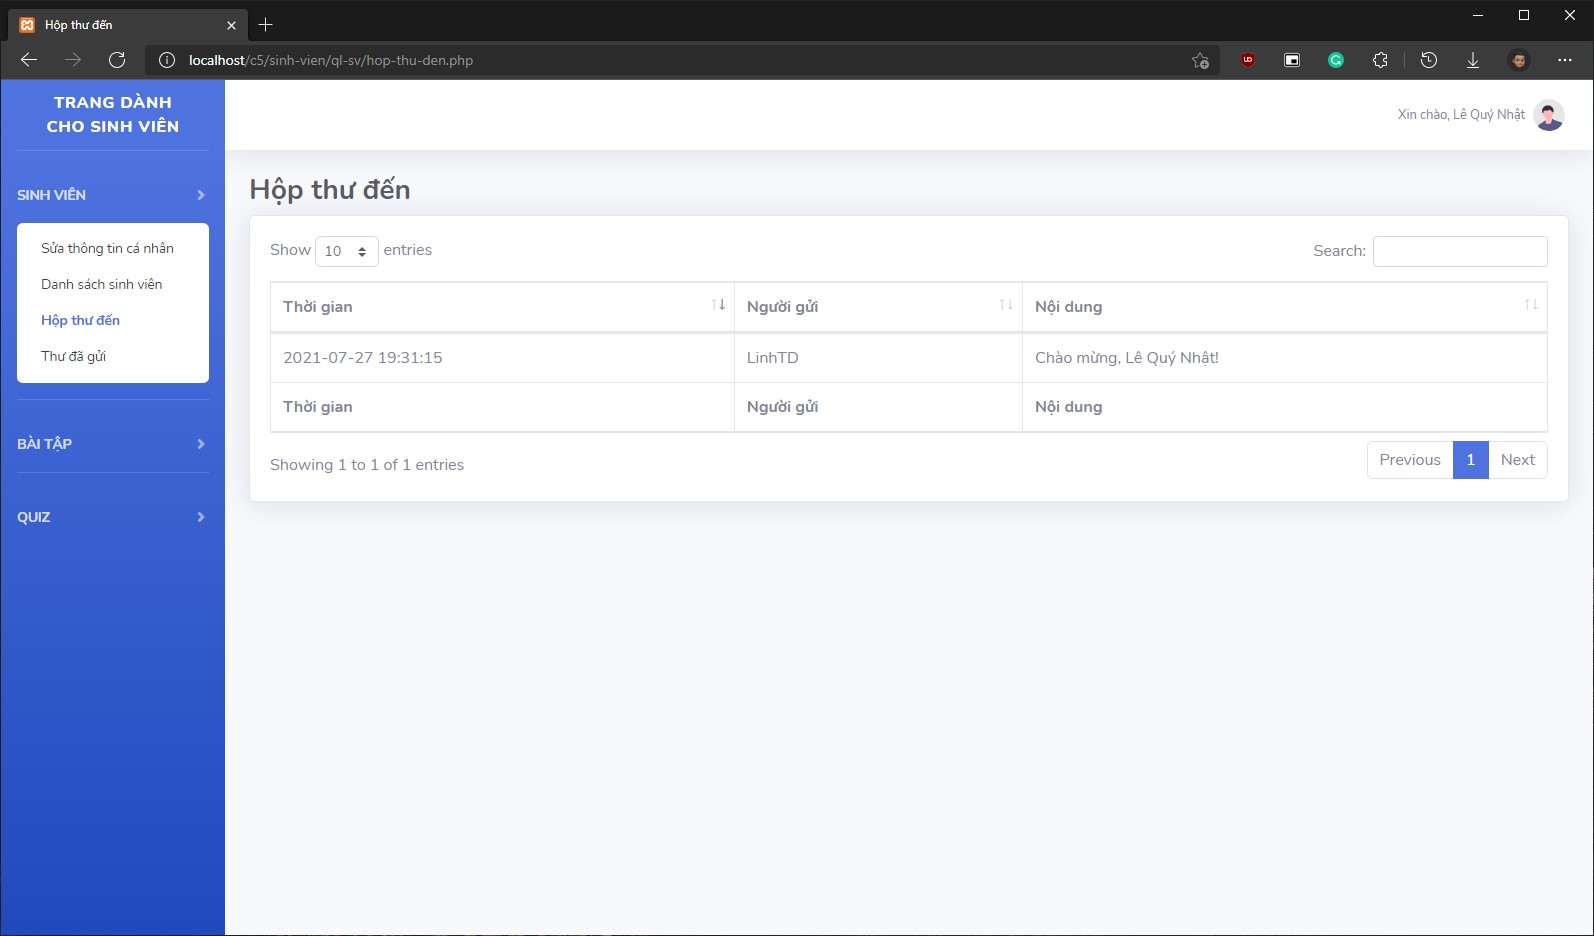 Hộp thư đến
localhost/c5/sinh-vien/ql-sv/hop-thu-den.php
TRANG DÀNH
CHO SINH VIÊN
Xin chào, Lê Quý Nhật
SINH VIÊN
Sửa thông tin cá nhân
Danh sách sinh viên
Hộp thư đến
Thư đã gửi
BÀI TẬP
QUIZ
Hộp thư đến
Show 10 entries
Search:
Thời gian Người gửi Nội dung
2021-07-27 19:31:15 LinhTD Chào mừng, Lê Quý Nhật!
Thời gian Người gửi Nội dung
Showing 1 to 1 of 1 entries
Previous 1 Next